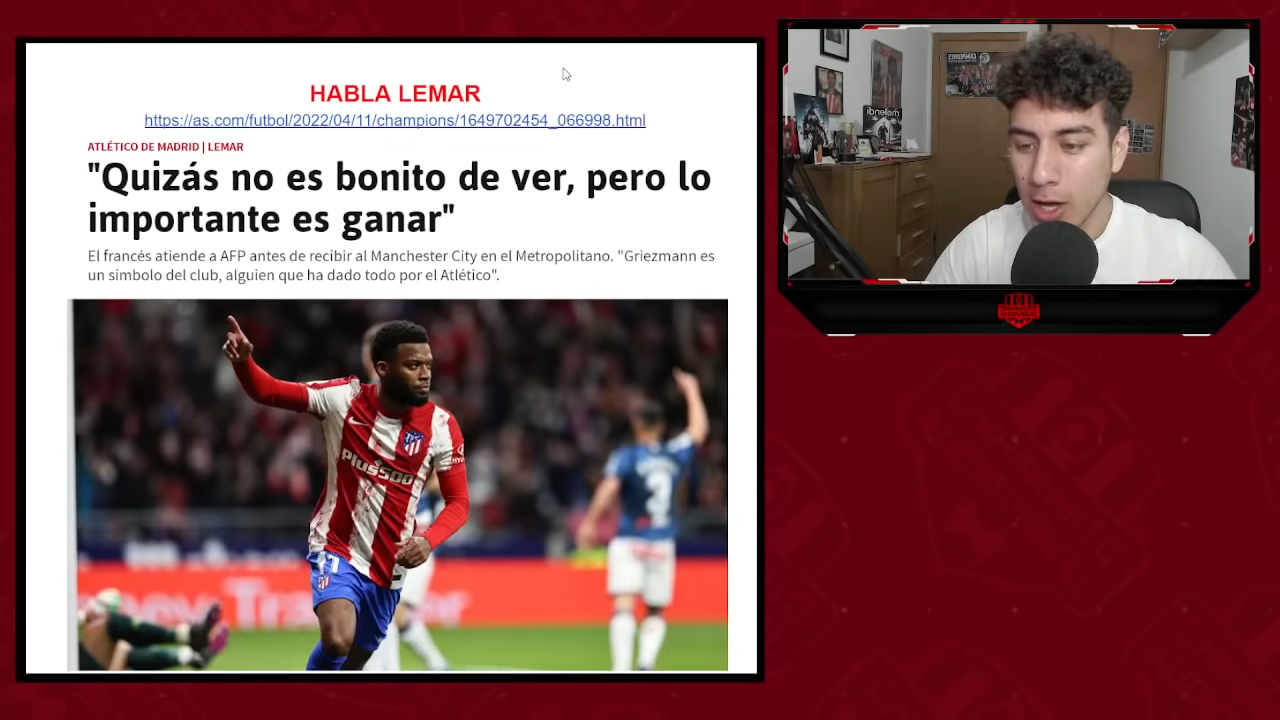 HABLA LEMAR
https://as.com/futbol/2022/04/11/champions/1649702454_066998.html
ATLÉTICO DE MADRID | LEMAR
"Quizás no es bonito de ver, pero lo
importante es ganar"
El francés atiende a AFP antes de recibir al Manchester City en el Metropolitano. "Griezmann es
un símbolo del club, alguien que ha dado todo por el Atlético".
Plus500
3